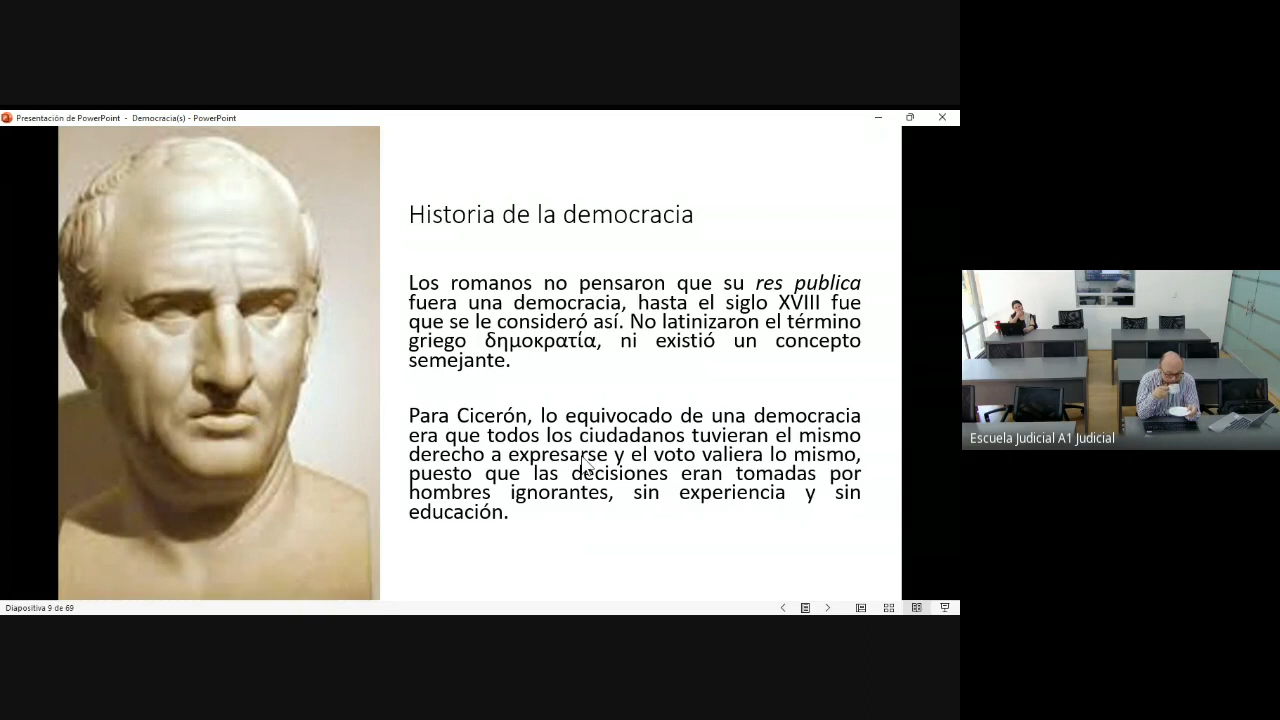 Presentación de PowerPoint - Democracia(s) - PowerPoint
Historia de la democracia
Los romanos no pensaron que su res publica
fuera una democracia, hasta el siglo XVIII fue
que se le consideró así. No latinizaron el término
griego δημοκρατία, ni existió un concepto
semejante.
Para Cicerón, lo equivocado de una democracia
era que todos los ciudadanos tuvieran el mismo
derecho a expresarse y el voto valiera lo mismo,
puesto que las decisiones eran tomadas por
hombres ignorantes, sin experiencia y sin
educación.
Escuela Judicial A1 Judicial
Diapositiva 9 de 69